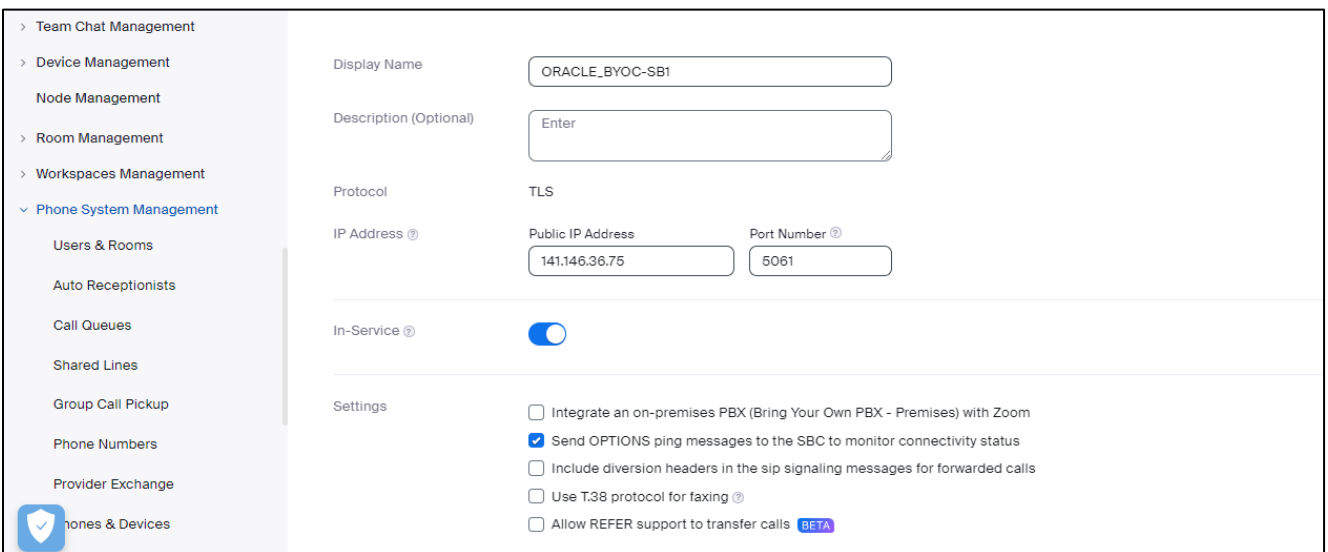 Team Chat Management
Device Management
Node Management
Room Management
Workspaces Management
Phone System Management
Users & Rooms
Auto Receptionists
Call Queues
Shared Lines
Group Call Pickup
Phone Numbers
Provider Exchange
hones & Devices
Display Name
ORACLE_BYOC-SB1
Description (Optional)
Enter
Protocol
TLS
IP Address ?
Public IP Address
Port Number ?
141.146.36.75
5061
In-Service ?
Settings
Integrate an on-premises PBX (Bring Your Own PBX - Premises) with Zoom
Send OPTIONS ping messages to the SBC to monitor connectivity status
Include diversion headers in the sip signaling messages for forwarded calls
Use T.38 protocol for faxing ?
Allow REFER support to transfer calls BETA